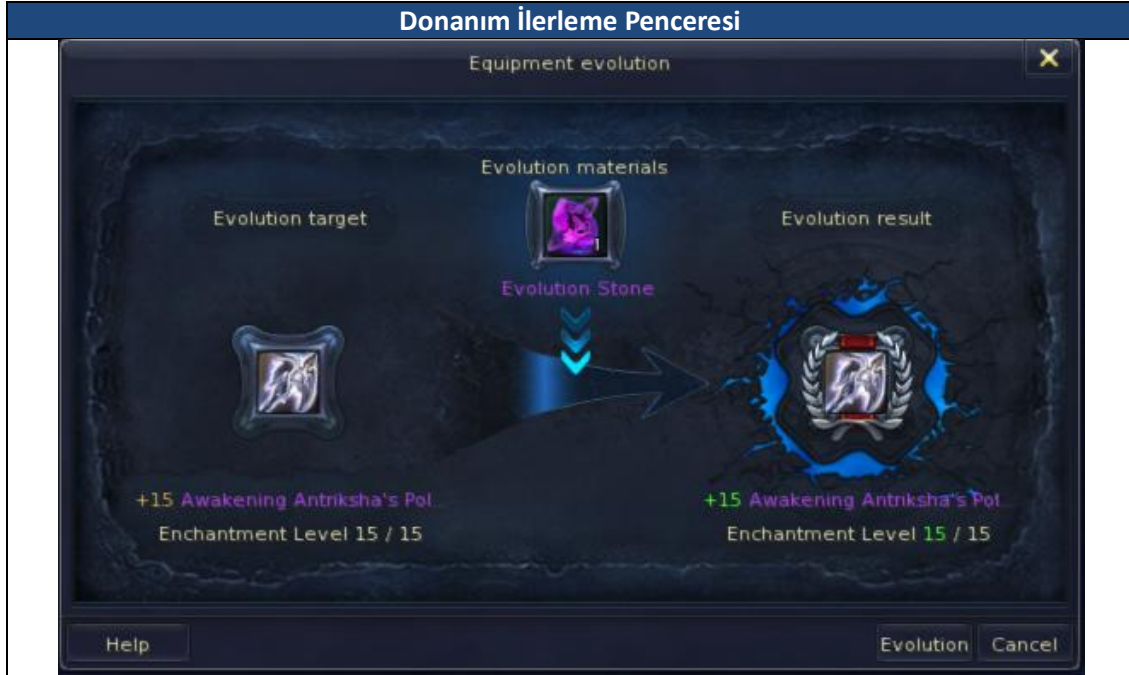 Donanım İlerleme Penceresi
Equipment evolution
Evolution materials
Evolution target
Evolution result
1
Evolution Stone
+15 Awakening Antriksha's Pol...
+15 Awakening Antriksha's Pol...
Enchantment Level 15 / 15
Enchantment Level 15 / 15
Help
Evolution
Cancel